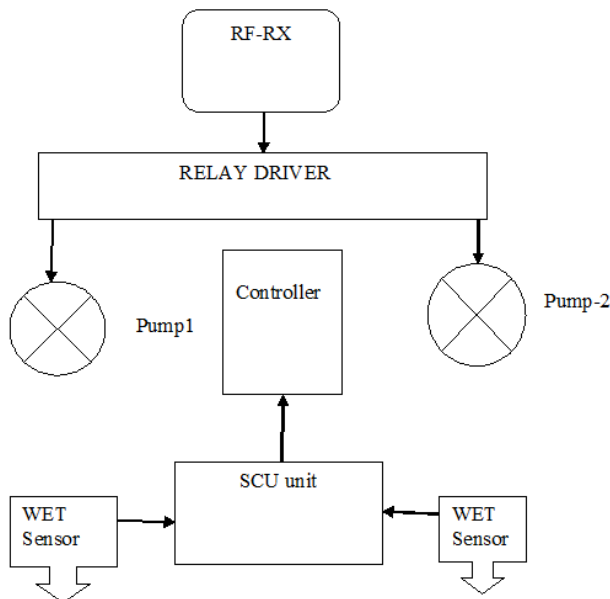 RF-RX
RELAY DRIVER
Controller
Pump1
Pump-2
SCU unit
WET
Sensor
WET
Sensor